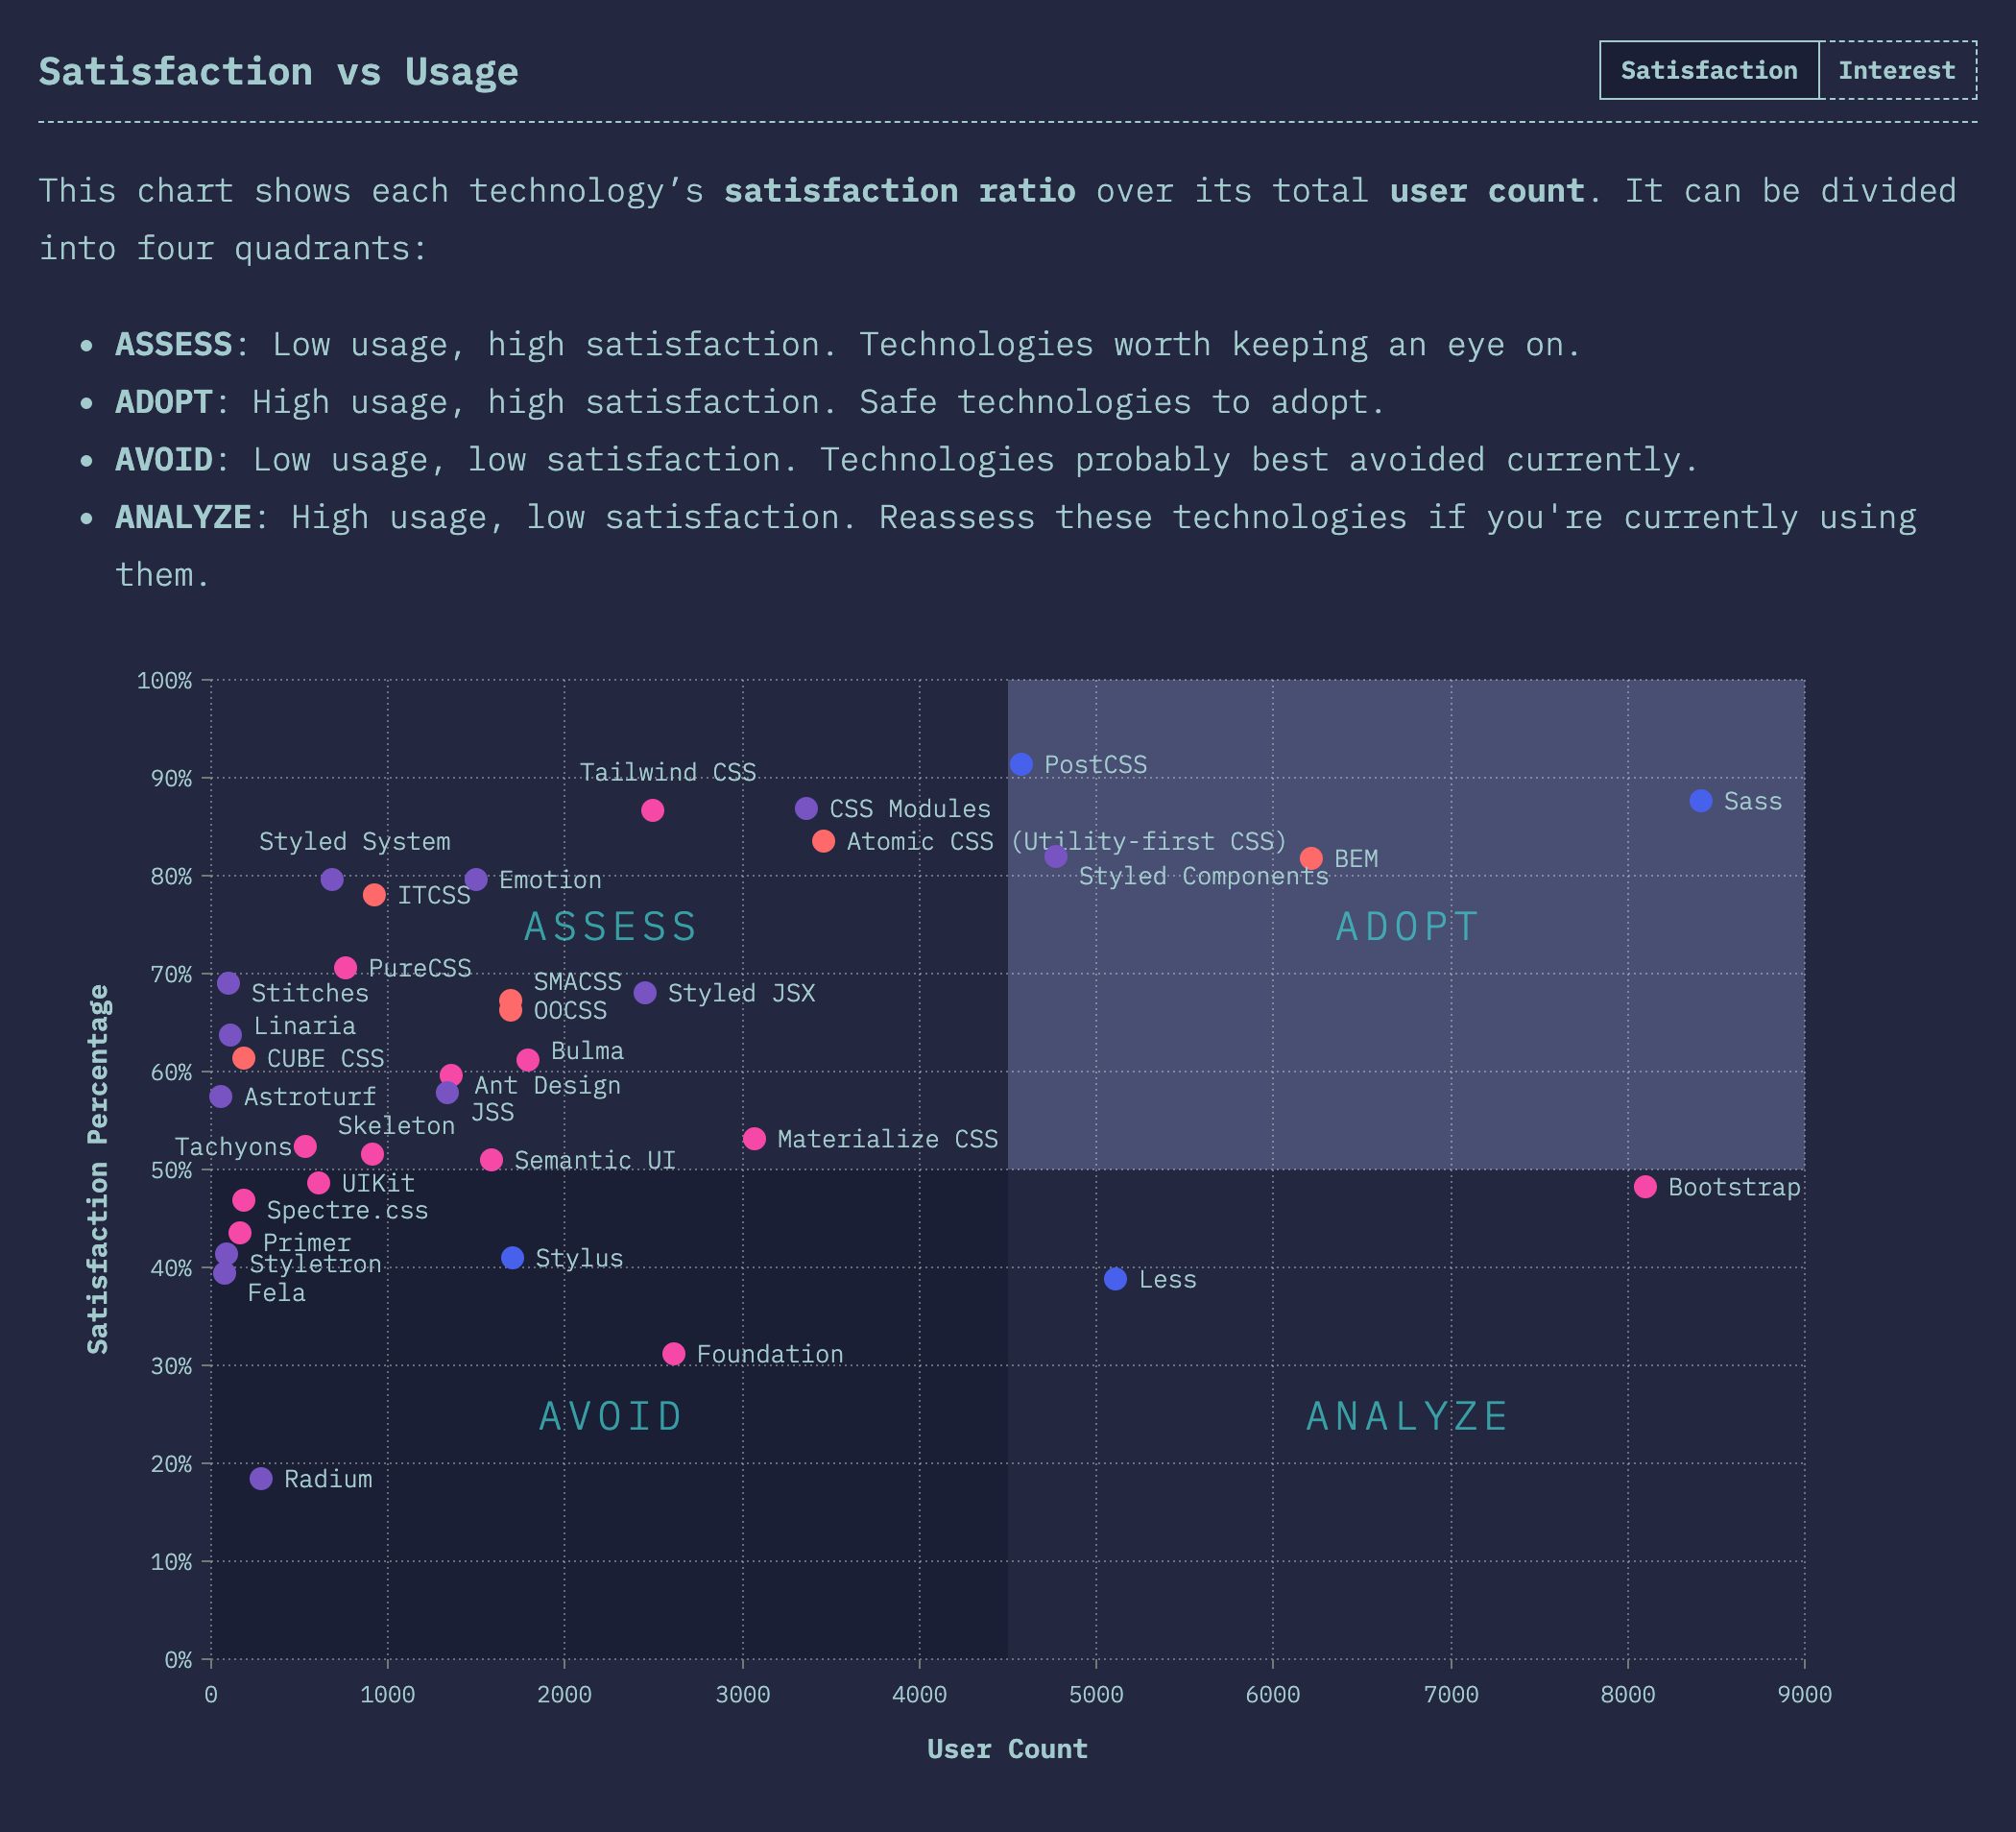 Satisfaction vs Usage
Satisfaction Interest
This chart shows each technology’s satisfaction ratio over its total user count. It can be divided
into four quadrants:
• ASSESS: Low usage, high satisfaction. Technologies worth keeping an eye on.
• ADOPT: High usage, high satisfaction. Safe technologies to adopt.
• AVOID: Low usage, low satisfaction. Technologies probably best avoided currently.
• ANALYZE: High usage, low satisfaction. Reassess these technologies if you're currently using
them.
100%
90%
80%
70%
60%
50%
40%
30%
20%
10%
0%
Satisfaction Percentage
PostCSS
Tailwind CSS
Sass
CSS Modules
Styled System
Atomic CSS (Utility-first CSS)
BEM
Styled Components
Emotion
ITCSS
ASSESS
ADOPT
PureCSS
SMACSS
Stitches
Styled JSX
OOCSS
Linaria
Bulma
CUBE CSS
Ant Design
Astroturf
JSS
Skeleton
Materialize CSS
Tachyons
Semantic UI
UIKit
Bootstrap
Spectre.css
Primer
Stylus
Styletron
Less
Fela
Foundation
AVOID
ANALYZE
Radium
0 1000 2000 3000 4000 5000 6000 7000 8000 9000
User Count